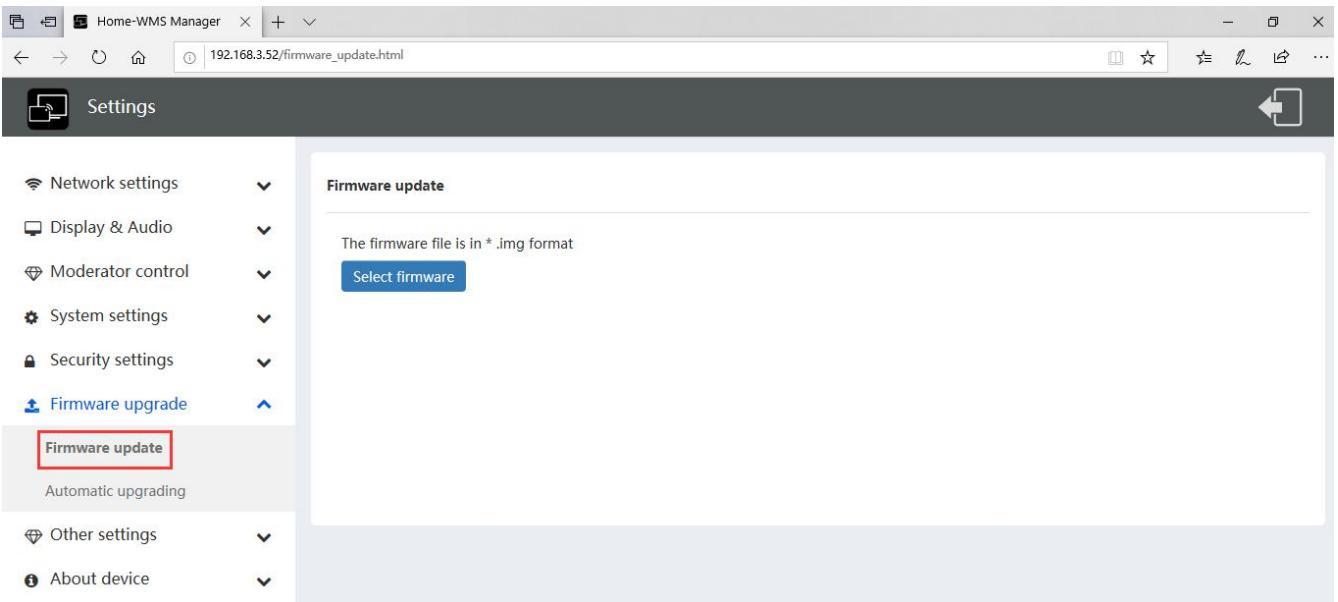 Home-WMS Manager
192.168.3.52/firmware_update.html
Settings
Network settings
Display & Audio
Moderator control
System settings
Security settings
Firmware upgrade
Firmware update
Automatic upgrading
Other settings
About device
Firmware update
The firmware file is in * .img format
Select firmware